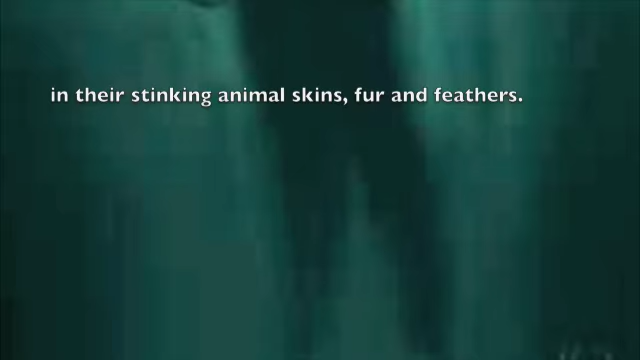 in their stinking animal skins, fur and feathers.